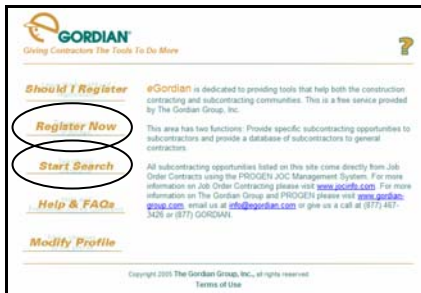 GORDIAN®
Giving Contractors The Tools To Do More
?
Should I Register
Register Now
Start Search
Help & FAQs
Modify Profile
eGordian is dedicated to providing tools that help both the construction
contracting and subcontracting communities. This is a free service provided
by The Gordian Group, Inc.
This area has two functions: Provide specific subcontracting opportunities to
subcontractors and provide a database of subcontractors to general
contractors.
All subcontracting opportunities listed on this site come directly from Job
Order Contracts using the PROGEN JOC Management System. For more
information on Job Order Contracting please visit www.jocinfo.com. For more
information on The Gordian Group and PROGEN please visit www.gordian-
group.com, email us at info@egordian.com or give us a call at (877) 467-
3426 or (877) GORDIAN.
Copyright 2005 The Gordian Group, Inc., all rights reserved
Terms of Use